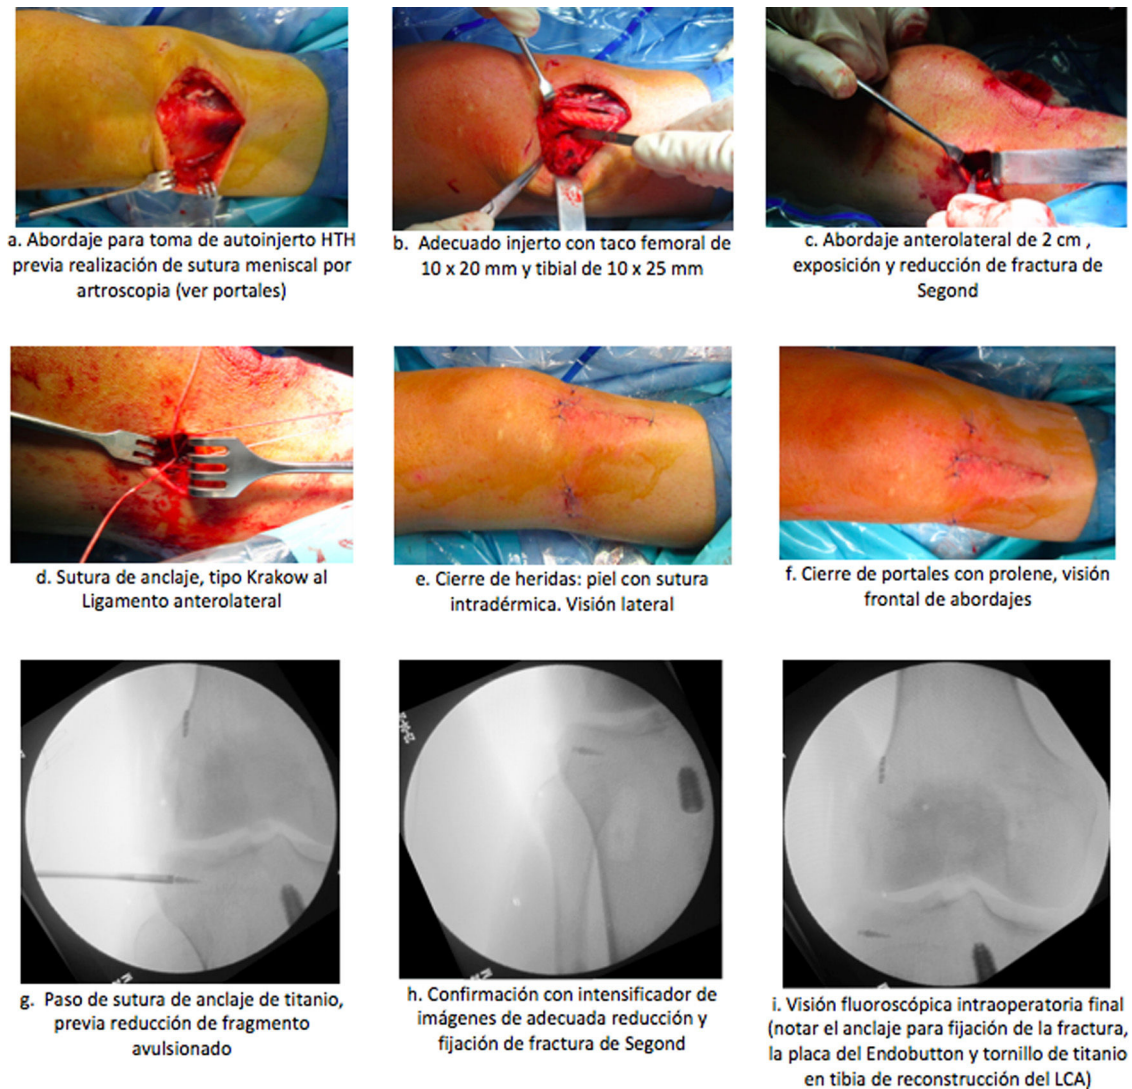 a. Abordaje para toma de autoinjerto HTH
previa realización de sutura meniscal por
artroscopia (ver portales)
b. Adecuado injerto con taco femoral de
10 x 20 mm y tibial de 10 x 25 mm
c. Abordaje anterolateral de 2 cm ,
exposición y reducción de fractura de
Segond
d. Sutura de anclaje, tipo Krakow al
Ligamento anterolateral
e. Cierre de heridas: piel con sutura
intradérmica. Visión lateral
f. Cierre de portales con prolene, visión
frontal de abordajes
g. Paso de sutura de anclaje de titanio,
previa reducción de fragmento
avulsionado
h. Confirmación con intensificador de
imágenes de adecuada reducción y
fijación de fractura de Segond
i. Visión fluoroscópica intraoperatoria final
(notar el anclaje para fijación de la fractura,
la placa del Endobutton y tornillo de titanio
en tibia de reconstrucción del LCA)